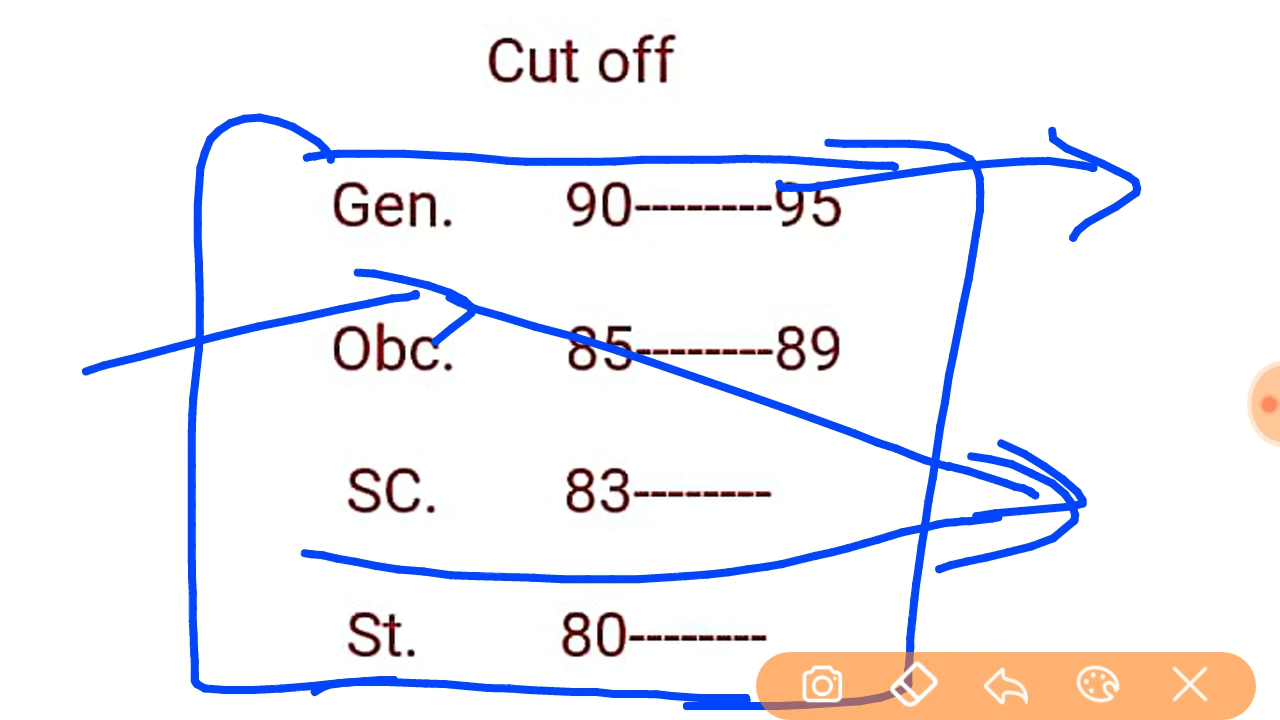 Cut off
Gen. 90--------95
Obc. 85--------89
SC. 83--------
St. 80--------